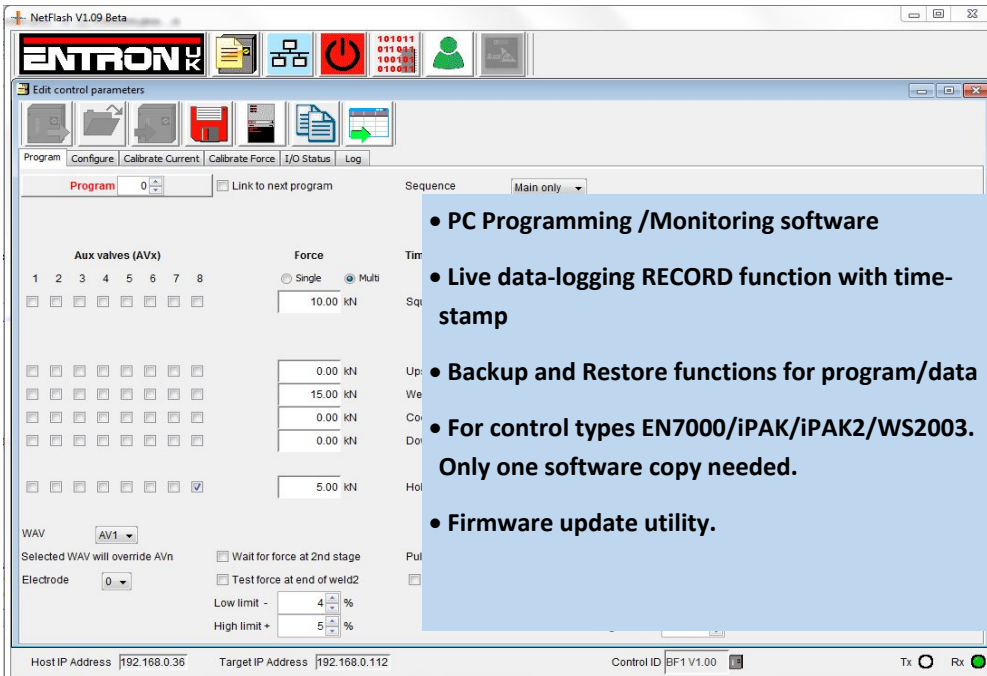 NetFlash V1.09 Beta
ENTRON UK
101011
011011
100101
010011
Edit control parameters
Program Configure Calibrate Current Calibrate Force I/O Status Log
Program 0 Link to next program Sequence Main only
Aux valves (AVx) Force
1 2 3 4 5 6 7 8 Single Multi
10.00 kN
0.00 kN
15.00 kN
0.00 kN
0.00 kN
5.00 kN
WAV AV1
Selected WAV will override AVn Wait for force at 2nd stage
Electrode 0 Test force at end of weld2
Low limit - 4 %
High limit + 5 %
• PC Programming /Monitoring software
• Live data-logging RECORD function with time-
stamp
• Backup and Restore functions for program/data
• For control types EN7000/iPAK/iPAK2/WS2003.
Only one software copy needed.
• Firmware update utility.
Host IP Address 192.168.0.36 Target IP Address 192.168.0.112 Control ID BF1 V1.00 Tx Rx